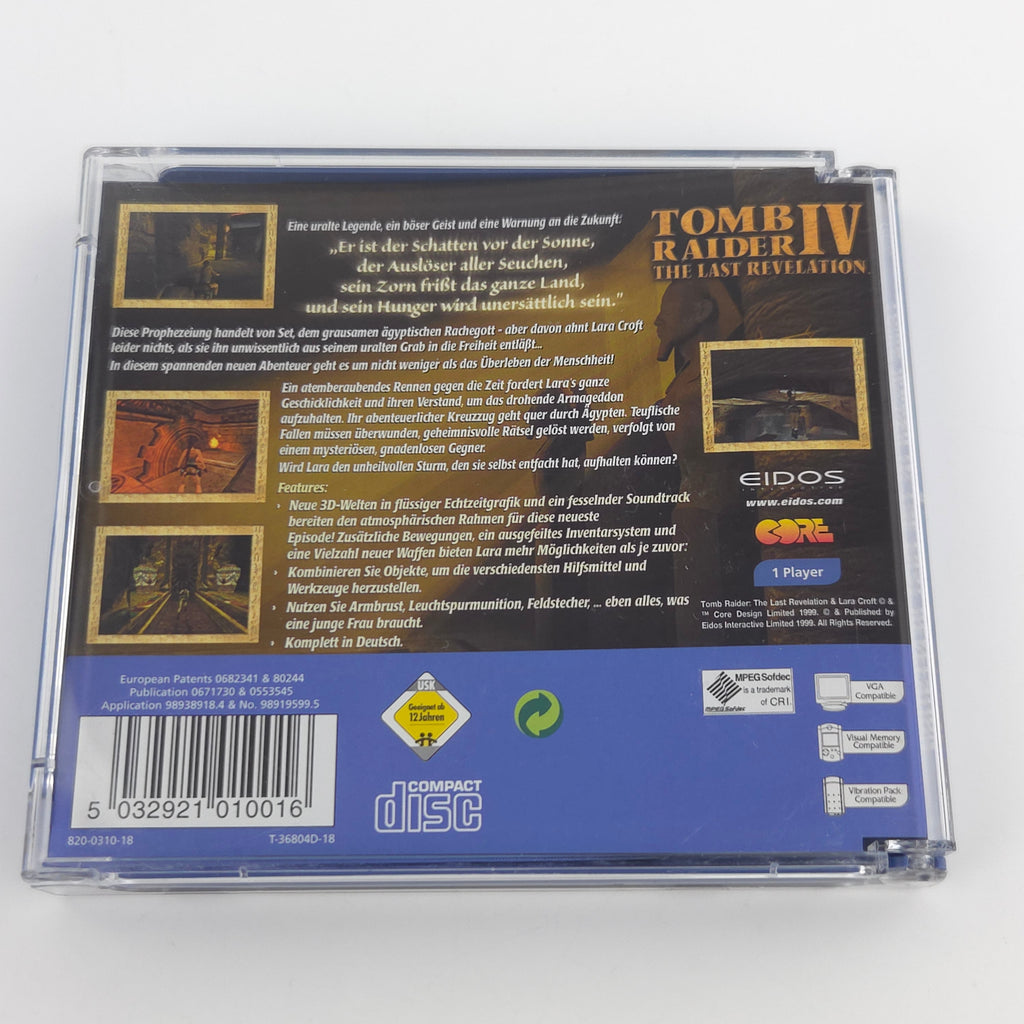 Eine uralte Legende, ein böser Geist und eine Warnung an die Zukunft:
„Er ist der Schatten vor der Sonne,
der Auslöser aller Seuchen,
sein Zorn frißt das ganze Land,
und sein Hunger wird unersättlich sein.“
TOMB
RAIDER IV
THE LAST REVELATION
Diese Prophezeiung handelt von Set, dem grausamen ägyptischen Rachegott - aber davon ahnt Lara Croft
leider nichts, als sie ihn unwissentlich aus seinem uralten Grab in die Freiheit entläßt...
In diesem spannenden neuen Abenteuer geht es um nicht weniger als das Überleben der Menschheit!
Ein atemberaubendes Rennen gegen die Zeit fordert Lara's ganze
Geschicklichkeit und ihren Verstand, um das drohende Armageddon
aufzuhalten. Ihr abenteuerlicher Kreuzzug geht quer durch Ägypten. Teuflische
Fallen müssen überwunden, geheimnisvolle Rätsel gelöst werden, verfolgt von
einem mysteriösen, gnadenlosen Gegner.
Wird Lara den unheilvollen Sturm, den sie selbst entfacht hat, aufhalten können?
Features:
› Neue 3D-Welten in flüssiger Echtzeitgrafik und ein fesselnder Soundtrack
bereiten den atmosphärischen Rahmen für diese neueste
Episode! Zusätzliche Bewegungen, ein ausgefeiltes Inventarsystem und
eine Vielzahl neuer Waffen bieten Lara mehr Möglichkeiten als je zuvor:
› Kombinieren Sie Objekte, um die verschiedensten Hilfsmittel und
Werkzeuge herzustellen.
› Nutzen Sie Armbrust, Leuchtspurmunition, Feldstecher, ... eben alles, was
eine junge Frau braucht.
› Komplett in Deutsch.
EIDOS
INTERACTIVE
www.eidos.com
CORE
1 Player
Tomb Raider: The Last Revelation & Lara Croft © &
™ Core Design Limited 1999. © & Published by
Eidos Interactive Limited 1999. All Rights Reserved.
European Patents 0682341 & 80244
Publication 0671730 & 0553545
Application 98938918.4 & No. 98919599.5
5 032921 010016
820-0310-18
T-36804D-18
USK
Geeignet ab
12 Jahren
COMPACT
disc
MPEG Sofdec
is a trademark
of CRI.
MPEG Sofdec
VGA
Compatible
Visual Memory
Compatible
Vibration Pack
Compatible